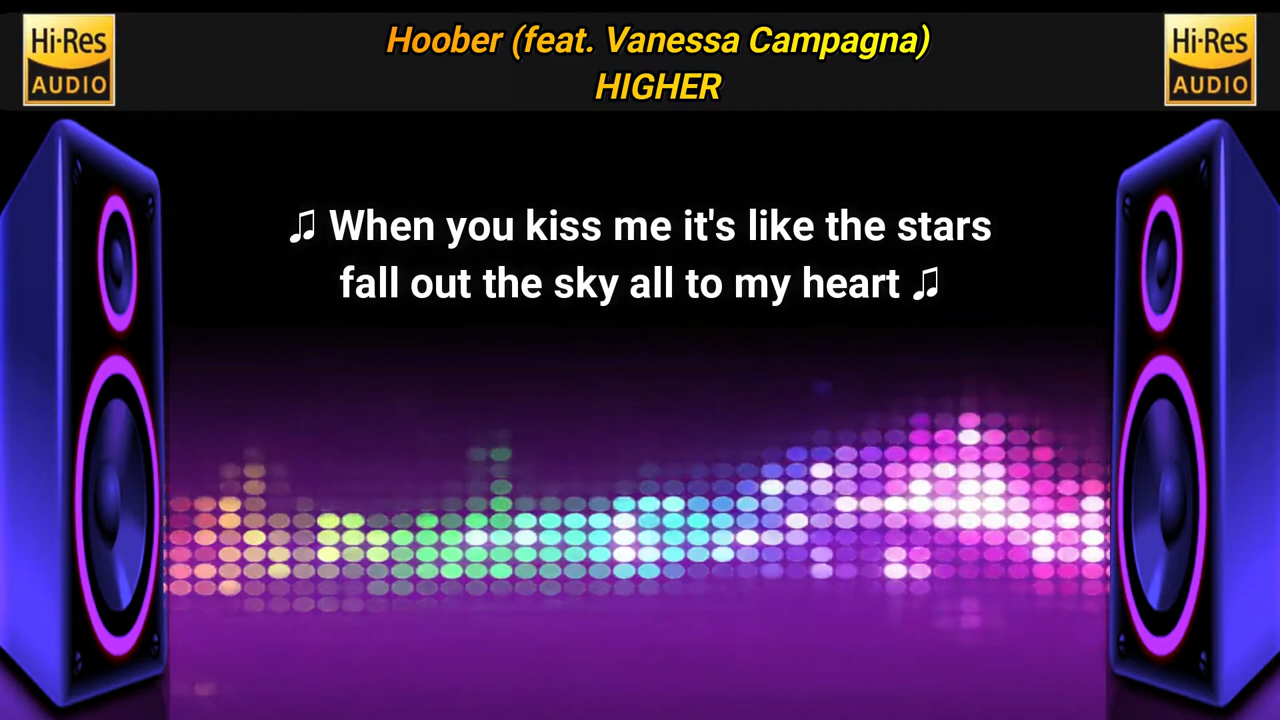 Hi-Res
AUDIO
Hoober (feat. Vanessa Campagna)
HIGHER
Hi-Res
AUDIO
♫ When you kiss me it's like the stars
fall out the sky all to my heart ♫